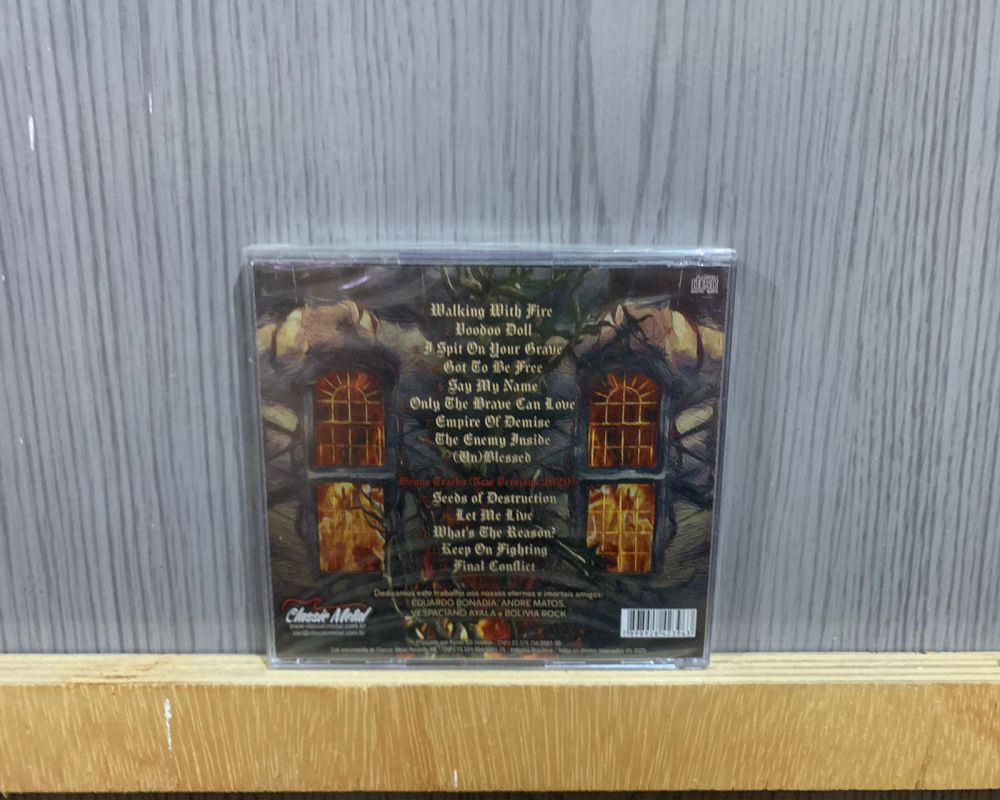 Walking With Fire
Voodoo Doll
I Spit On Your Grave
Got To Be Free
5 Say My Name
Only The Brave Can Love
Empire Of Demise
The Enemy Inside
(Un)Blessed
Bonus Tracks (New Versions 2020)
Seeds of Destruction
Let Me Live
What's The Reason?
Keep On Fighting
Final Conflict
Dedicamos este trabalho aos nossos eternos e imortais amigos:
EDUARDO BONADIA, ANDRE MATOS,
VESPACIANO AYALA e BOLIVIA ROCK
Classic Metal